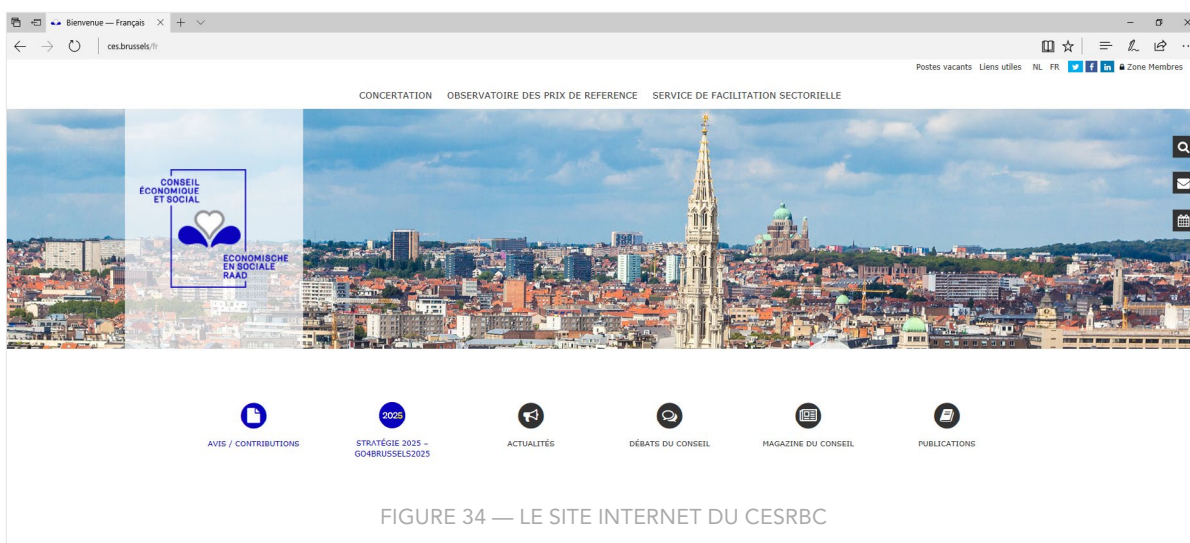 Bienvenue — Français
ces.brussels/fr
Postes vacants Liens utiles NL FR Zone Membres
CONCERTATION OBSERVATOIRE DES PRIX DE REFERENCE SERVICE DE FACILITATION SECTORIELLE
CONSEIL
ÉCONOMIQUE
ET SOCIAL
ECONOMISCHE
EN SOCIALE
RAAD
2025
AVIS / CONTRIBUTIONS
STRATÉGIE 2025 –
GO4BRUSSELS2025
ACTUALITÉS
DÉBATS DU CONSEIL
MAGAZINE DU CONSEIL
PUBLICATIONS
FIGURE 34 — LE SITE INTERNET DU CESRBC